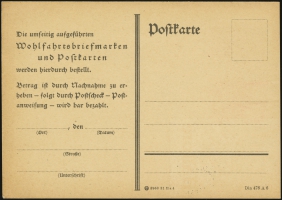 Die umseitig aufgeführten
Wohlfahrtsbriefmarken
und Postkarten
werden hierdurch bestellt.
Betrag ist durch Nachnahme zu er-
heben – folgt durch Postscheck – Post-
anweisung – wird bar bezahlt.
, den
(Ort) (Datum)
(Adresse)
(Unterschrift)
Postkarte